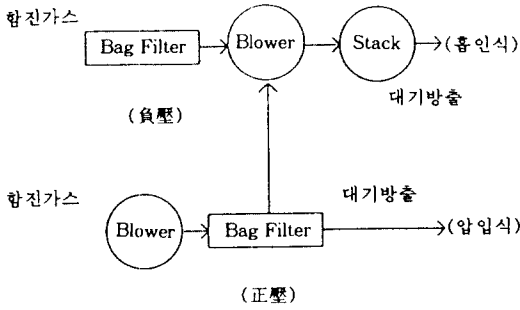 함진가스
Bag Filter
Blower
Stack
(흡인식)
대기방출
(負壓)
함진가스
대기방출
Blower
Bag Filter
(압입식)
(正壓)